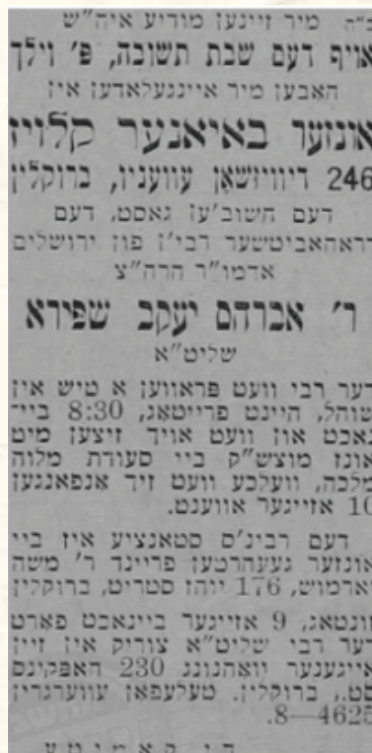 ב״ה מיר זיינען מודיע אי״ה
אויף דעם שבת תשובה, פ׳ וילך
האבען מיר איינגעלאדען אין
אונזער באיאנער קלויז
246 דיוויזשאן עוועניו, ברוקלין
דעם חשוב׳ען גאסט, דעם
דראהאביטשער רבי׳ן פון ירושלים
אדמו״ר הרה״צ
ר׳ אברהם יעקב שפירא
שליט״א
דער רבי וועט פראווען א טיש אין
שוהל, היינט פרייטאג, 8:30 ביי־
נאכט און וועט אויך זיצען מיט
אונז מוצש״ק ביי סעודת מלוה
מלכה, וועלכע וועט זיך אנפאנגען
10 אזייגער אווענט.
דעם רבינ׳ס סטאנציע איז ביי
אונזער געעהרטען פריינד ר׳ משה
176 סטריט, ברוקלין
זונטאג, 9 אזייגער ביינאכט פארט
דער רבי שליט״א צוריק אין זיין
אייגענער וואהנונג 230 האפקינס
סט., ברוקלין. טעלעפאן עווערגרין
8—4625.